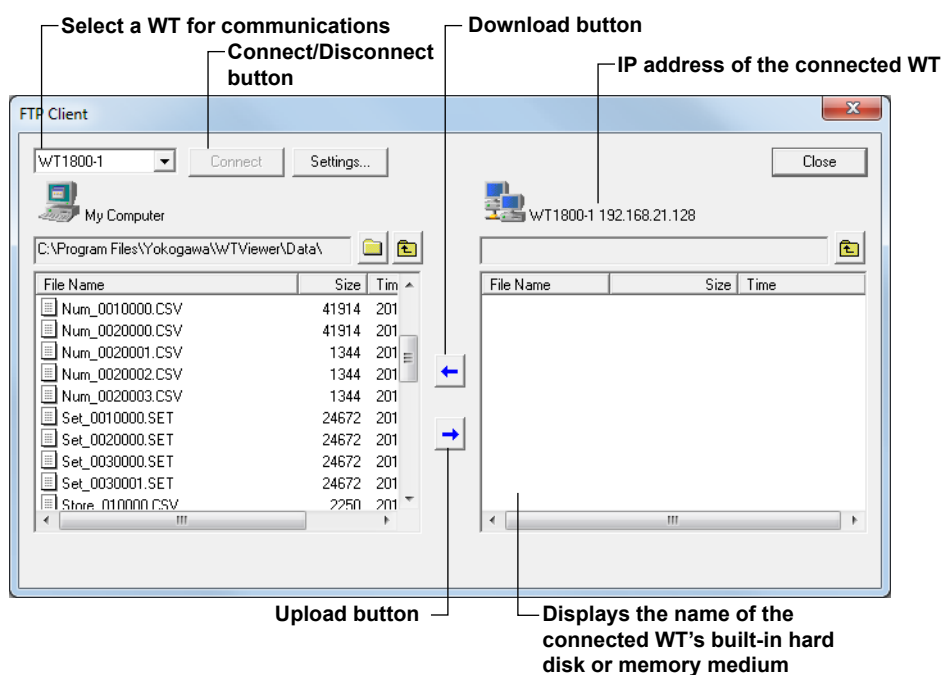 Select a WT for communications
Download button
Connect/Disconnect
button
IP address of the connected WT
FTP Client
WT1800-1
Connect
Settings...
Close
My Computer
WT1800-1 192.168.21.128
C:\Program Files\Yokogawa\WTViewer\Data\
File Name Size Tim
File Name Size Time
Num_0010000.CSV 41914 201
Num_0020000.CSV 41914 201
Num_0020001.CSV 1344 201
Num_0020002.CSV 1344 201
Num_0020003.CSV 1344 201
Set_0010000.SET 24672 201
Set_0020000.SET 24672 201
Set_0030000.SET 24672 201
Set_0030001.SET 24672 201
Store_010000.CSV 2250 201
Upload button
Displays the name of the
connected WT's built-in hard
disk or memory medium